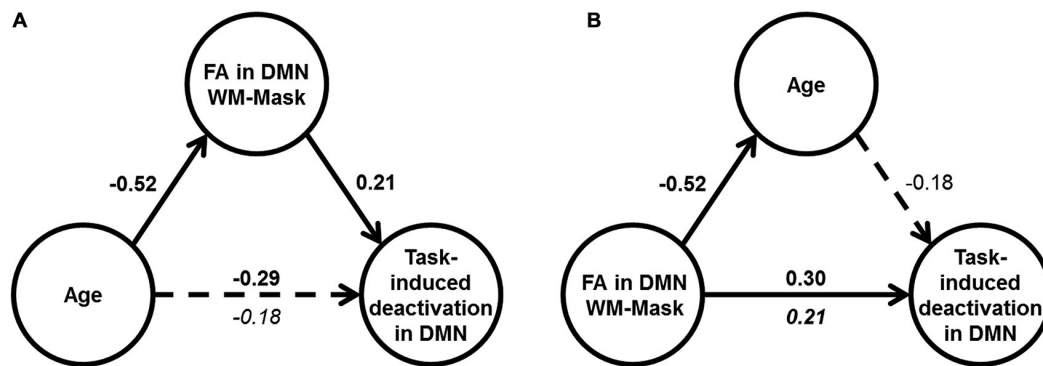 A
FA in DMN
WM-Mask
-0.52
0.21
Age
-0.29
-0.18
Task-
induced
deactivation
in DMN
B
Age
-0.52
-0.18
FA in DMN
WM-Mask
0.30
0.21
Task-
induced
deactivation
in DMN